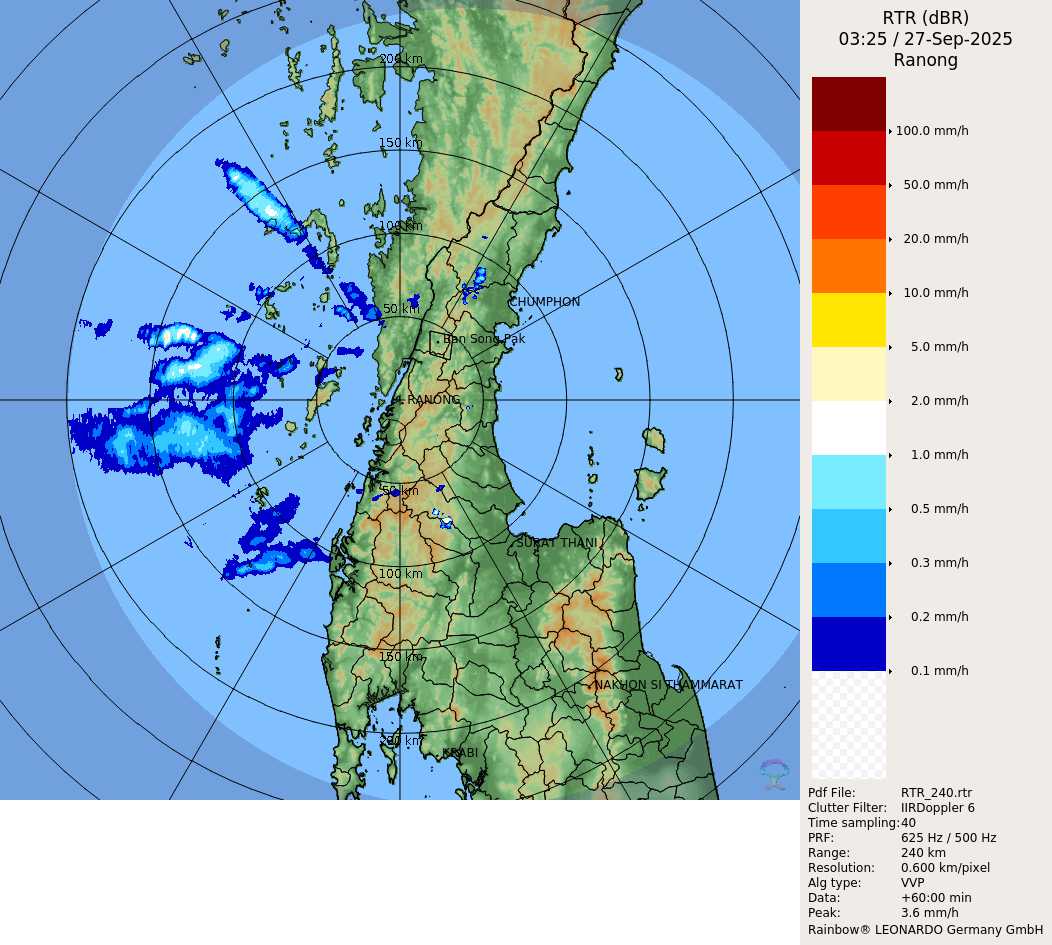 RTR (dBR)
03:25 / 27-Sep-2025
Ranong
200 km
150 km
100 km
50 km
CHUMPHON
Ban Song Pak
RANONG
50 km
SURAT THANI
100 km
150 km
NAKHON SI THAMMARAT
200 km
KRABI
100.0 mm/h
50.0 mm/h
20.0 mm/h
10.0 mm/h
5.0 mm/h
2.0 mm/h
1.0 mm/h
0.5 mm/h
0.3 mm/h
0.2 mm/h
0.1 mm/h
Pdf File: RTR_240.rtr
Clutter Filter: IIRDoppler 6
Time sampling: 40
PRF: 625 Hz / 500 Hz
Range: 240 km
Resolution: 0.600 km/pixel
Alg type: VVP
Data: +60:00 min
Peak: 3.6 mm/h
Rainbow® LEONARDO Germany GmbH